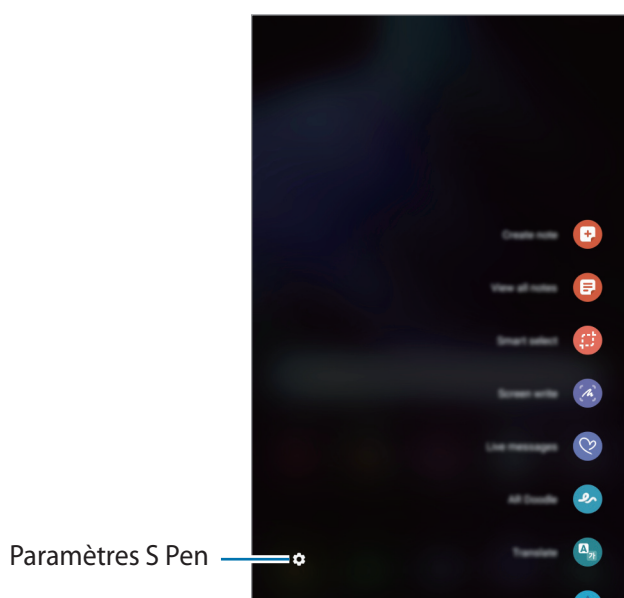 Create note
View all notes
Smart select
Screen write
Live messages
AR Doodle
Translate
Paramètres S Pen